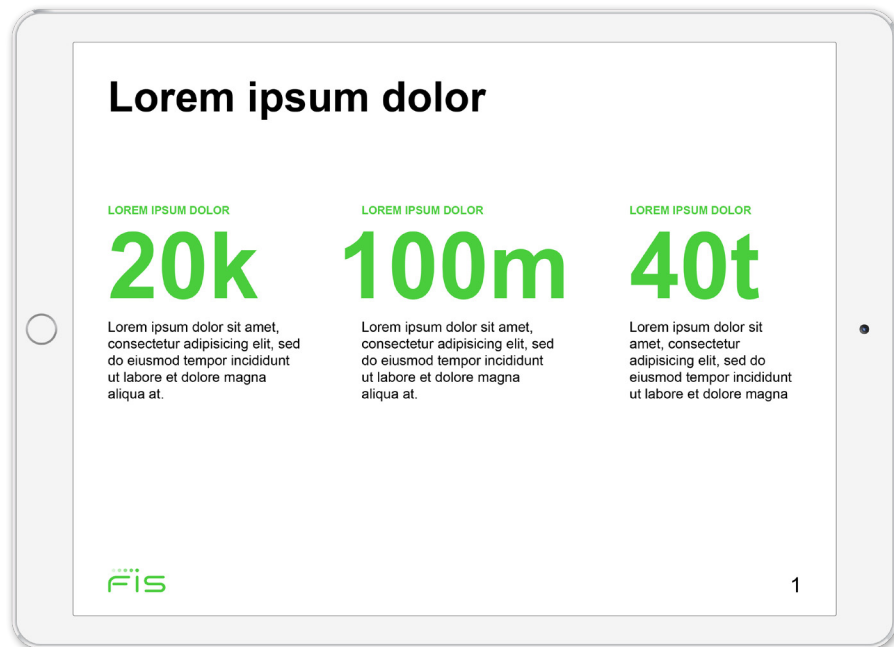 Lorem ipsum dolor
LOREM IPSUM DOLOR
20k
Lorem ipsum dolor sit amet,
consectetur adipisicing elit, sed
do eiusmod tempor incididunt
ut labore et dolore magna
aliqua at.
LOREM IPSUM DOLOR
100m
Lorem ipsum dolor sit amet,
consectetur adipisicing elit, sed
do eiusmod tempor incididunt
ut labore et dolore magna
aliqua at.
LOREM IPSUM DOLOR
40t
Lorem ipsum dolor sit
amet, consectetur
adipisicing elit, sed do
eiusmod tempor incididunt
ut labore et dolore magna
FIS
1